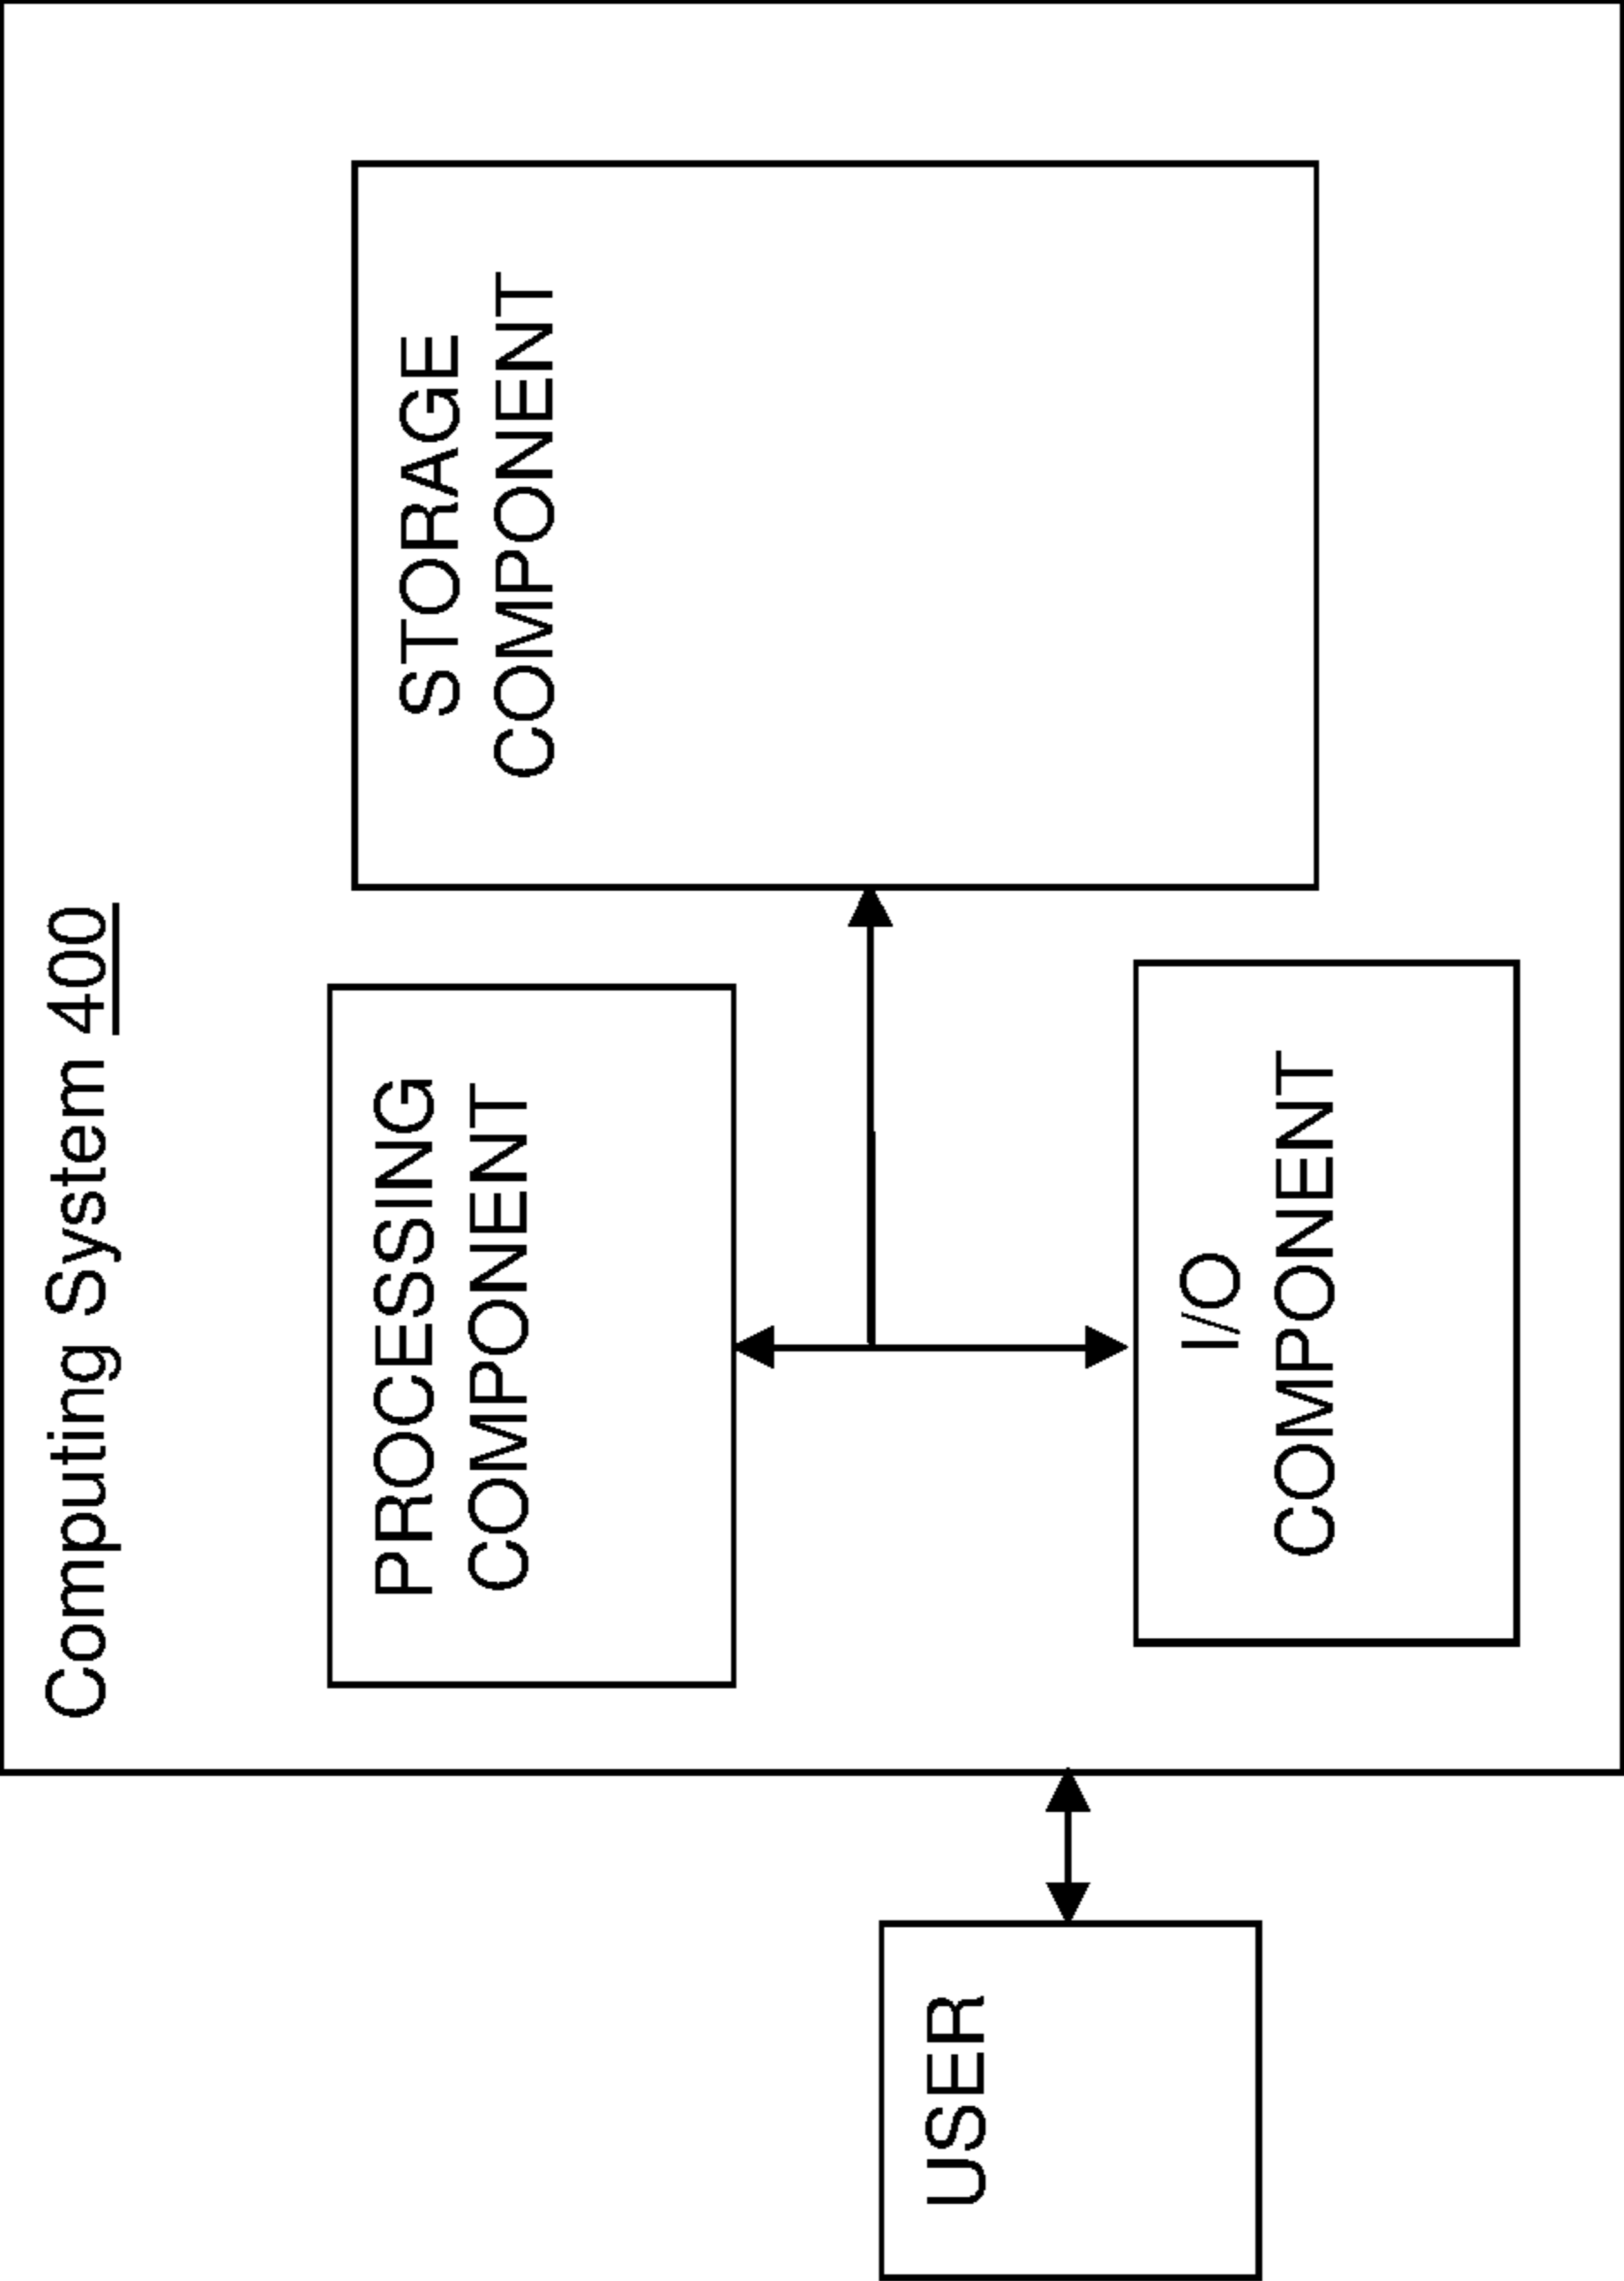 Computing System 400
PROCESSING
COMPONENT
STORAGE
COMPONENT
USER
I/O
COMPONENT